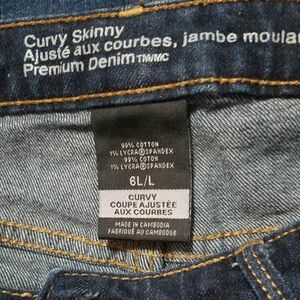 Curvy Skinny
Ajusté aux courbes, jambe moula
Premium Denim TM/MC
99% COTTON
1% LYCRA®SPANDEX
99% COTON
1% LYCRA®SPANDEX
6L/L
CURVY
COUPE AJUSTÉE
AUX COURBES
MADE IN CAMBODIA
FABRIQUÉ AU CAMBODGE